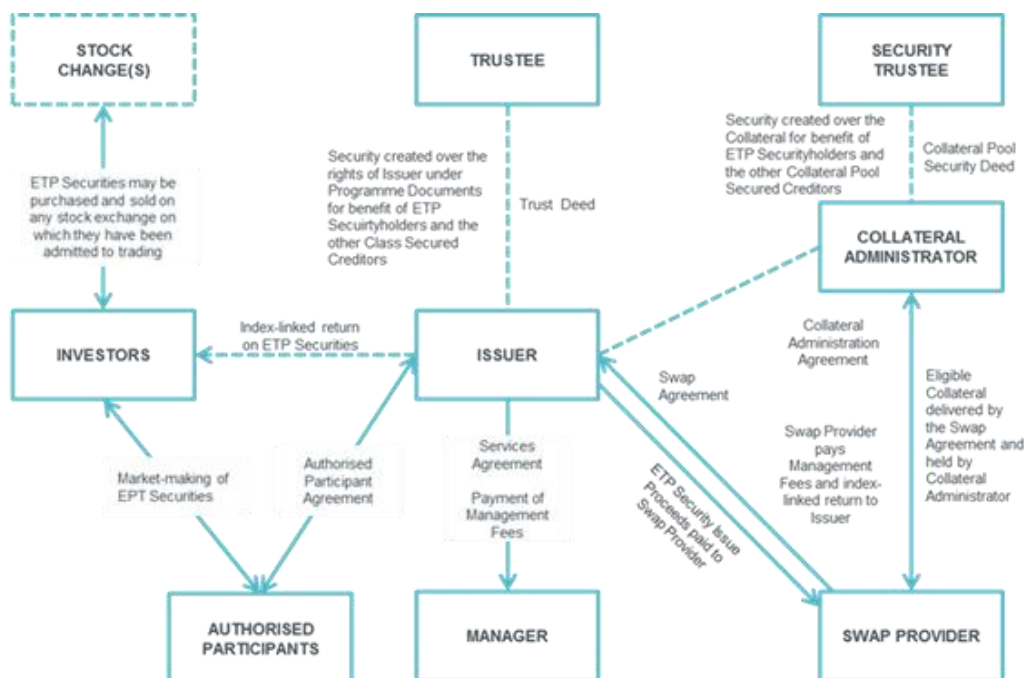 STOCK
CHANGE(S)
TRUSTEE
SECURITY
TRUSTEE
ETP Securities may be
purchased and sold on
any stock exchange on
which they have been
admitted to trading
Security created over the
rights of Issuer under
Programme Documents
for benefit of ETP
Secuirtyholders and the
other Class Secured
Creditors
Trust Deed
Security created over the
Collateral for benefit of
ETP Securityholders and
the other Collateral Pool
Secured Creditors
Collateral Pool
Security Deed
COLLATERAL
ADMINISTRATOR
INVESTORS
Index-linked return
on ETP Securities
ISSUER
Swap
Agreement
Collateral
Administration
Agreement
Eligible
Collateral
delivered by
the Swap
Agreement and
held by
Collateral
Administrator
Market-making of
EPT Securities
Authorised
Participant
Agreement
Services
Agreement
Payment of
Management
Fees
ETP Security Issue
Proceeds paid to
Swap Provider
Swap Provider
pays
Management
Fees and index-
linked return to
Issuer
AUTHORISED
PARTICIPANTS
MANAGER
SWAP PROVIDER